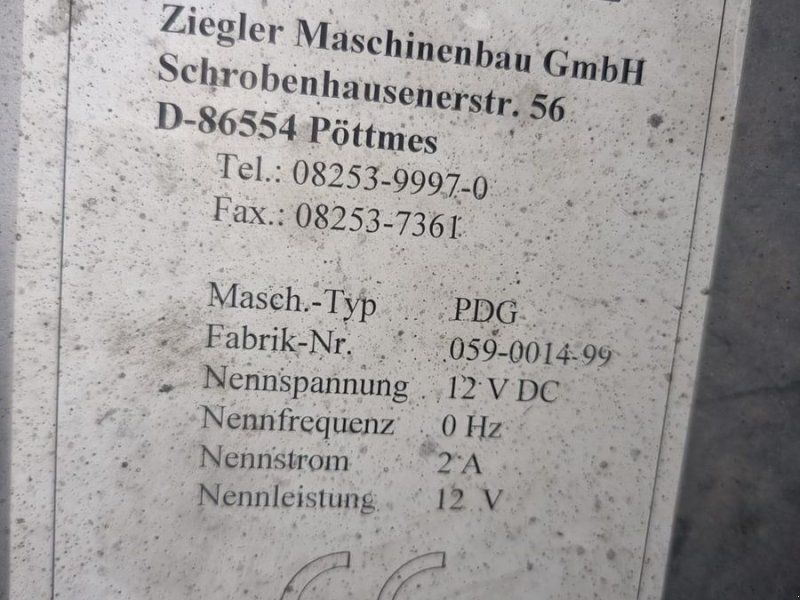 Ziegler Maschinenbau GmbH
Schrobenhausenerstr. 56
D-86554 Pöttmes
Tel.: 08253-9997-0
Fax.: 08253-7361
Masch.-Typ PDG
Fabrik-Nr. 059-0014-99
Nennspannung 12 V DC
Nennfrequenz 0 Hz
Nennstrom 2 A
Nennleistung 12 V
CE